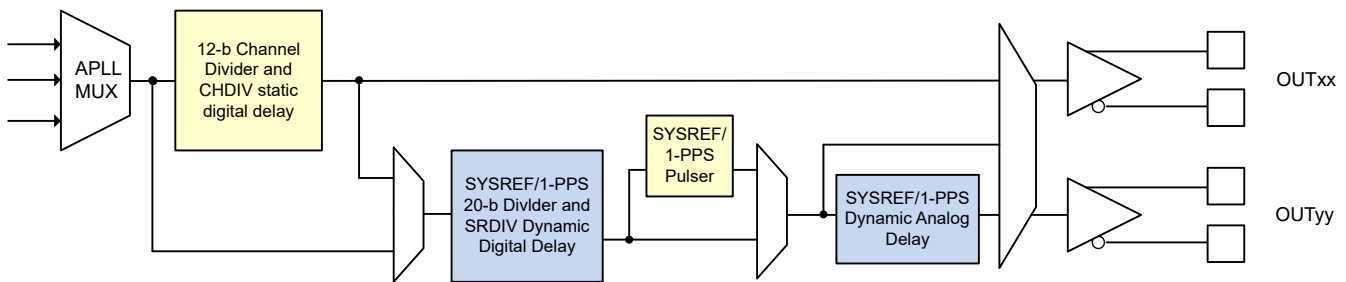 APLL
MUX
12-b Channel
Divider and
CHDIV static
digital delay
SYSREF/1-PPS
20-b Divider and
SRDIV Dynamic
Digital Delay
SYSREF/
1-PPS
Pulser
SYSREF/1-PPS
Dynamic Analog
Delay
OUTxx
OUTyy